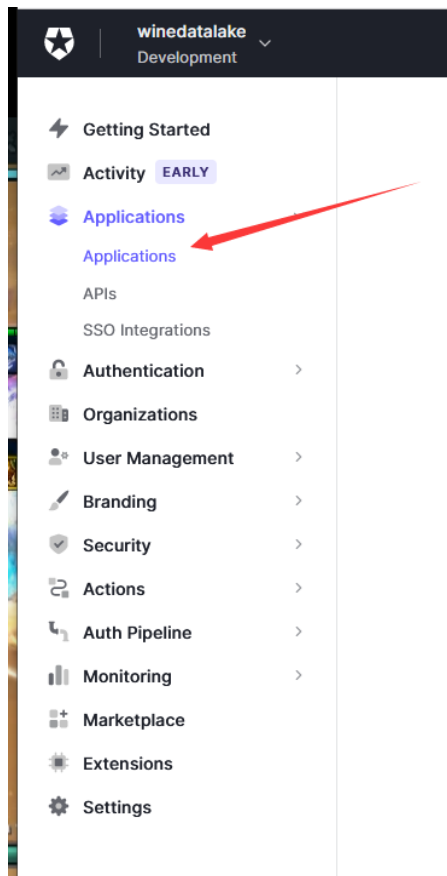 winedatalake
Development
Getting Started
Activity EARLY
Applications
Applications
APIs
SSO Integrations
Authentication
Organizations
User Management
Branding
Security
Actions
Auth Pipeline
Monitoring
Marketplace
Extensions
Settings